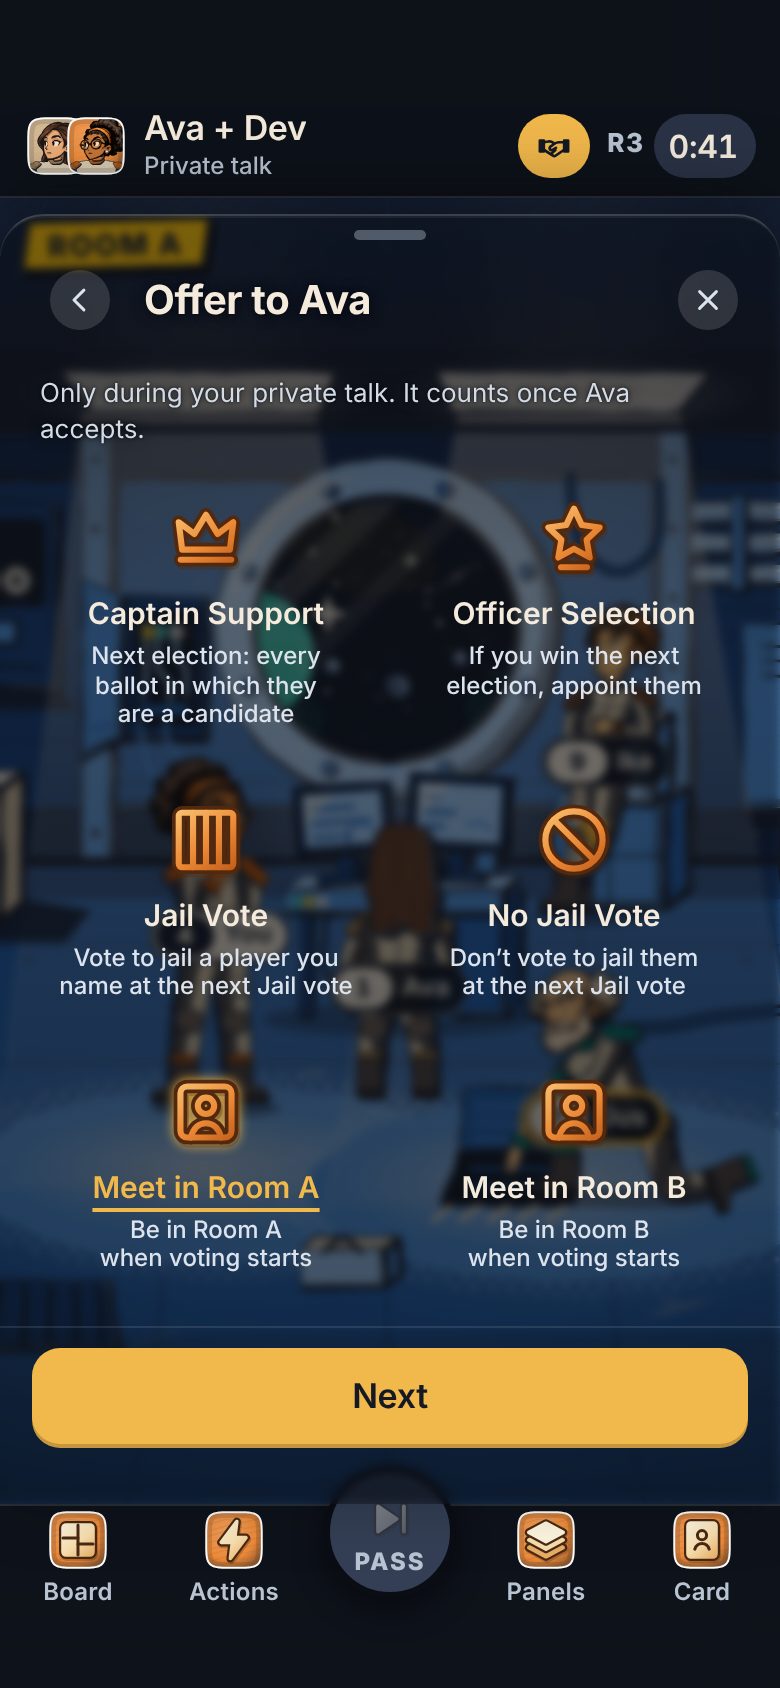 Ava + Dev
Private talk
R3
0:41
ROOM A
Offer to Ava
Only during your private talk. It counts once Ava
accepts.
Captain Support
Next election: every
ballot in which they
are a candidate
Officer Selection
If you win the next
election, appoint them
Jail Vote
Vote to jail a player you
name at the next Jail vote
No Jail Vote
Don’t vote to jail them
at the next Jail vote
Meet in Room A
Be in Room A
when voting starts
Meet in Room B
Be in Room B
when voting starts
Next
Board
Actions
PASS
Panels
Card